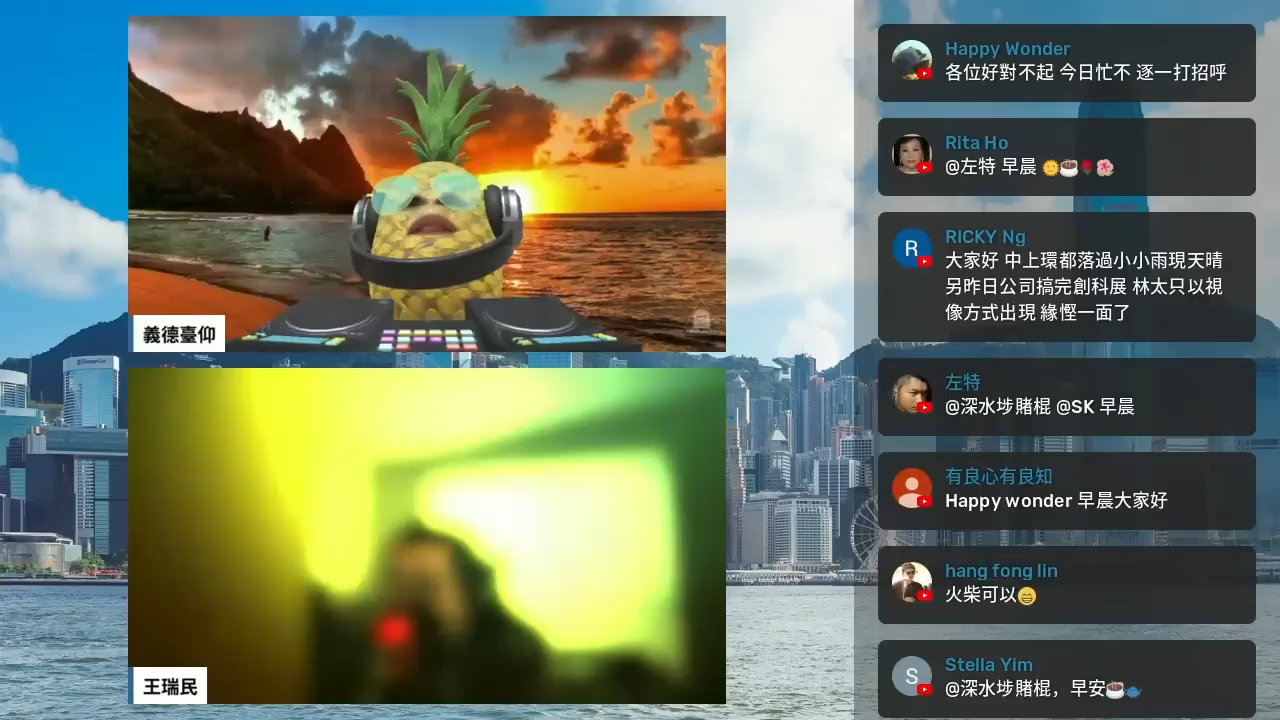 義德臺仰
王瑞民
Happy Wonder
各位好對不起 今日忙不 逐一打招呼
Rita Ho
@左特 早晨
R
RICKY Ng
大家好 中上環都落過小小雨現天晴
另昨日公司搞完創科展 林太只以視
像方式出現 緣慳一面了
左特
@深水埗賭棍 @SK 早晨
有良心有良知
Happy wonder 早晨大家好
hang fong lin
火柴可以
S
Stella Yim
@深水埗賭棍，早安